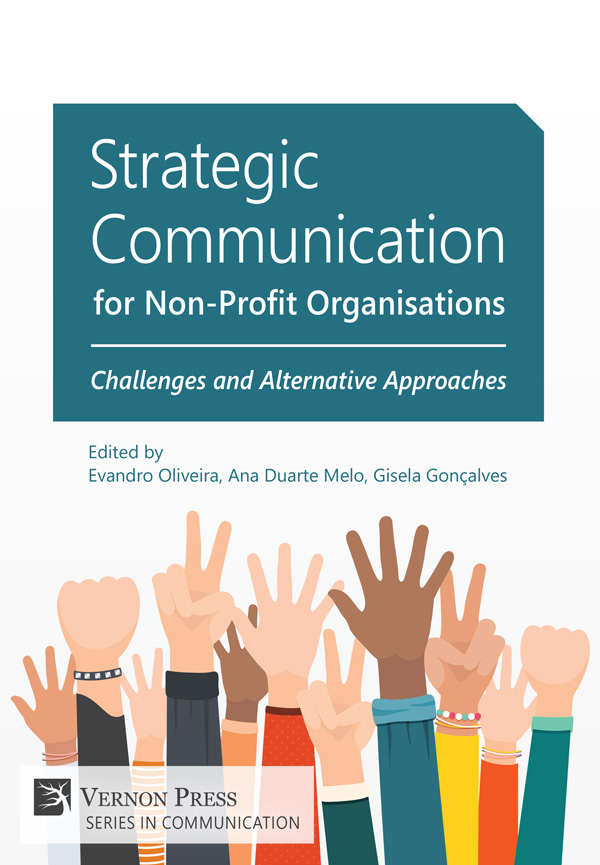 Strategic
Communication
for Non-Profit Organisations
Challenges and Alternative Approaches
Edited by
Evandro Oliveira, Ana Duarte Melo, Gisela Gonçalves
VERNON PRESS
SERIES IN COMMUNICATION